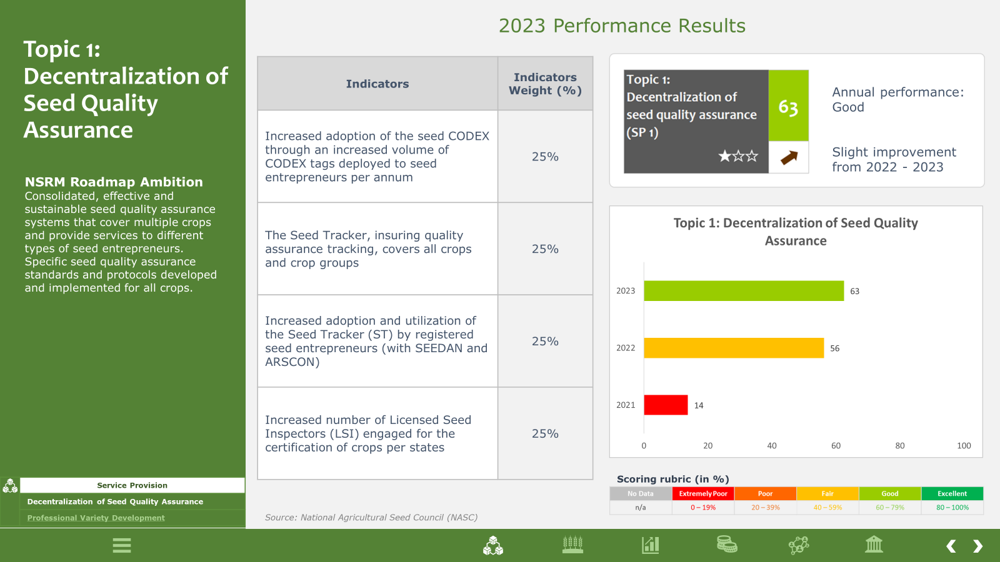 Topic 1:
Decentralization of
Seed Quality
Assurance
NSRM Roadmap Ambition
Consolidated, effective and
sustainable seed quality assurance
systems that cover multiple crops
and provide services to different
types of seed entrepreneurs.
Specific seed quality assurance
standards and protocols developed
and implemented for all crops.
Service Provision
Decentralization of Seed Quality Assurance
Professional Variety Development
2023 Performance Results
Indicators
Indicators
Weight (%)
Increased adoption of the seed CODEX
through an increased volume of
CODEX tags deployed to seed
entrepreneurs per annum
25%
The Seed Tracker, insuring quality
assurance tracking, covers all crops
and crop groups
25%
Increased adoption and utilization of
the Seed Tracker (ST) by registered
seed entrepreneurs (with SEEDAN and
ARSCON)
25%
Increased number of Licensed Seed
Inspectors (LSI) engaged for the
certification of crops per states
25%
Source: National Agricultural Seed Council (NASC)
Topic 1:
Decentralization of
seed quality assurance
(SP 1)
63
Annual performance:
Good
Slight improvement
from 2022 - 2023
Topic 1: Decentralization of Seed Quality
Assurance
2023
63
2022
56
2021
14
0 20 40 60 80 100
Scoring rubric (in %)
No Data Extremely Poor Poor Fair Good Excellent
n/a 0 – 19% 20 – 39% 40 – 59% 60 – 79% 80 – 100%